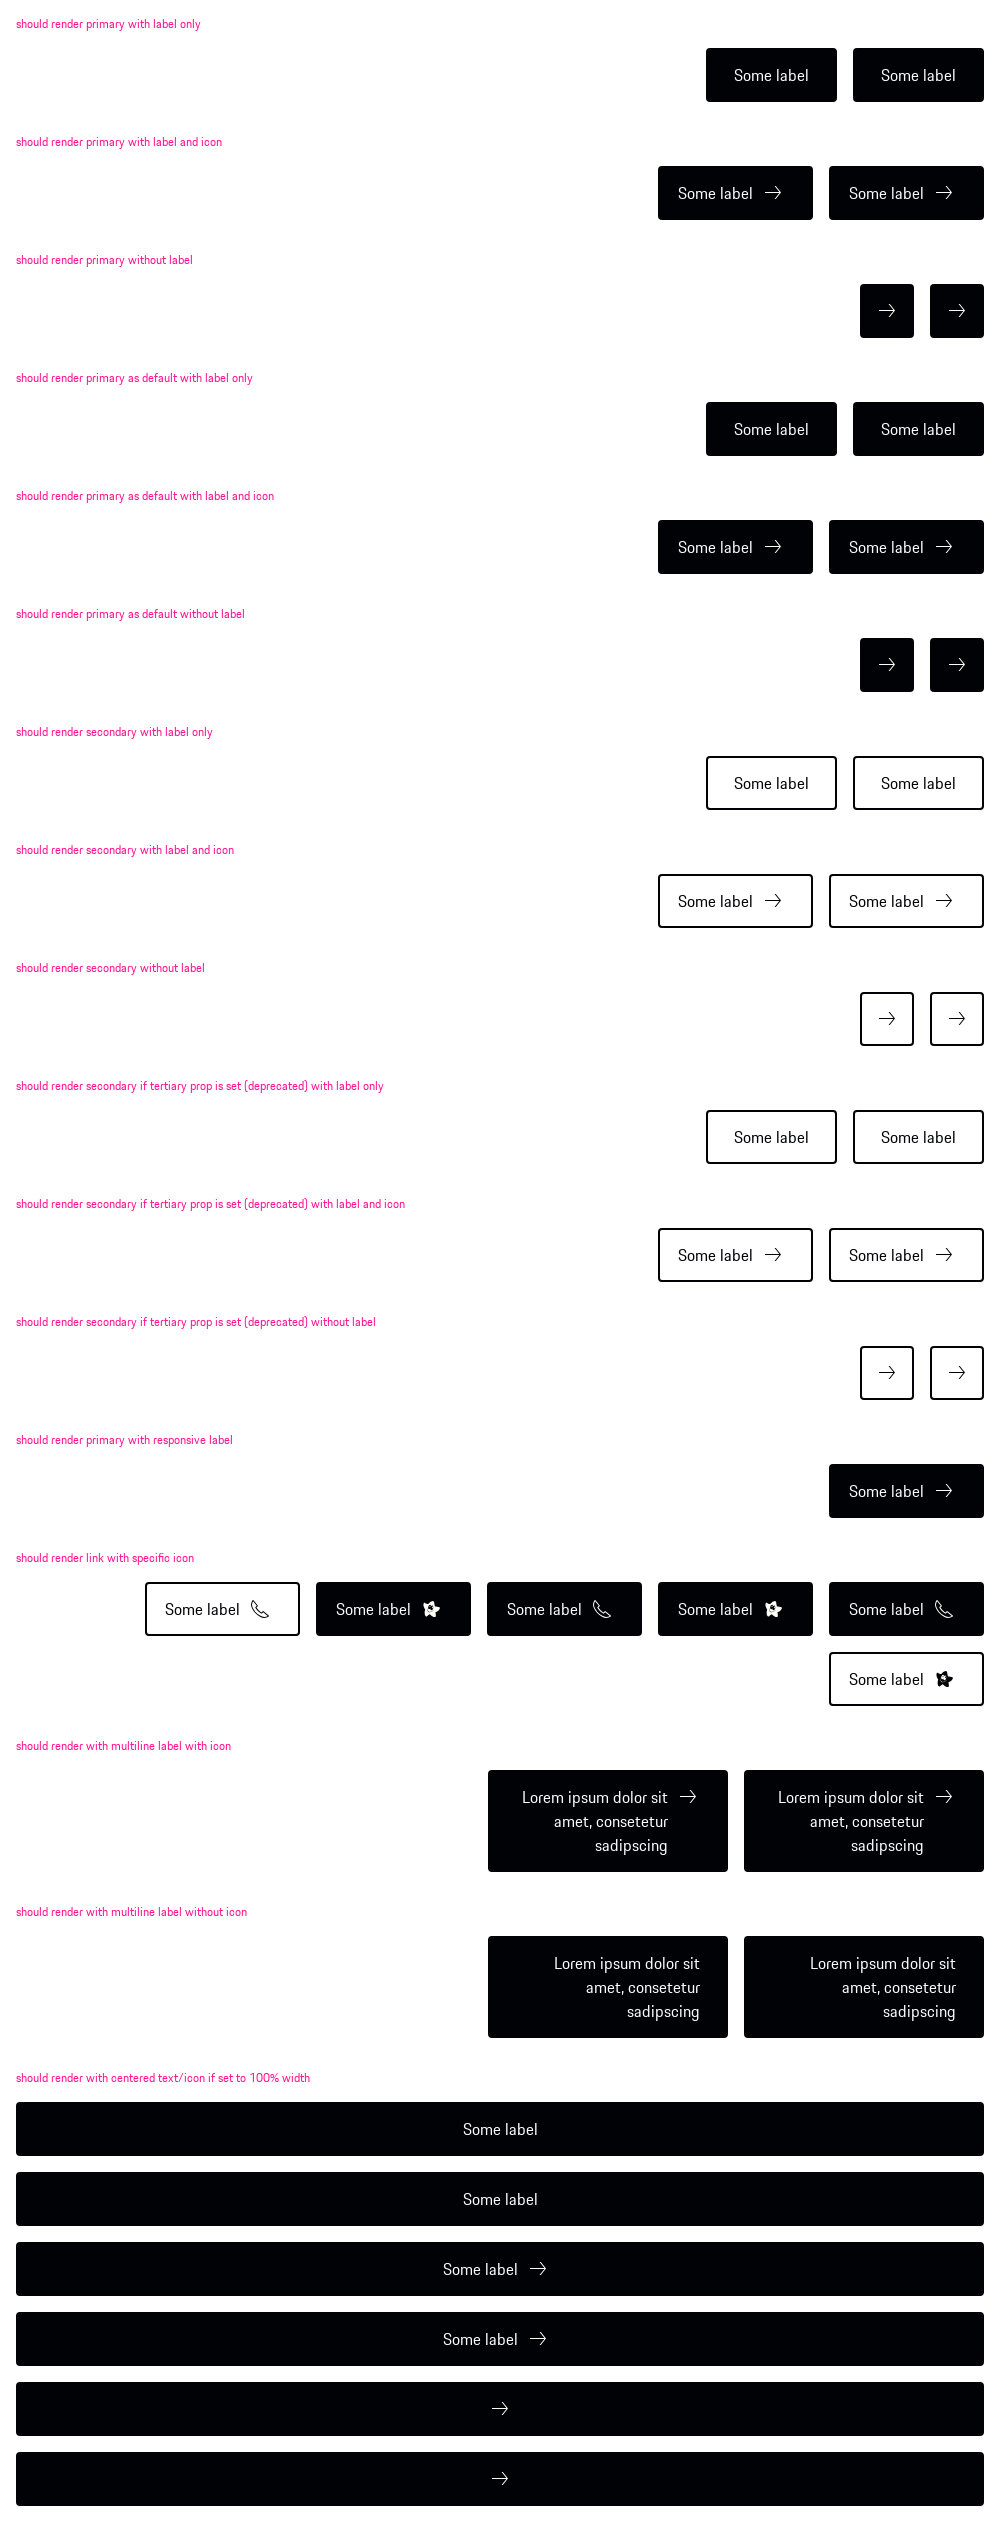 should render primary with label only
Some label Some label
should render primary with label and icon
Some label Some label
should render primary without label
should render primary as default with label only
Some label Some label
should render primary as default with label and icon
Some label Some label
should render primary as default without label
should render secondary with label only
Some label Some label
should render secondary with label and icon
Some label Some label
should render secondary without label
should render secondary if tertiary prop is set (deprecated) with label only
Some label Some label
should render secondary if tertiary prop is set (deprecated) with label and icon
Some label Some label
should render secondary if tertiary prop is set (deprecated) without label
should render primary with responsive label
Some label
should render link with specific icon
Some label Some label Some label Some label Some label
Some label
should render with multiline label with icon
Lorem ipsum dolor sit Lorem ipsum dolor sit
amet, consetetur amet, consetetur
sadipscing sadipscing
should render with multiline label without icon
Lorem ipsum dolor sit Lorem ipsum dolor sit
amet, consetetur amet, consetetur
sadipscing sadipscing
should render with centered text/icon if set to 100% width
Some label
Some label
Some label
Some label